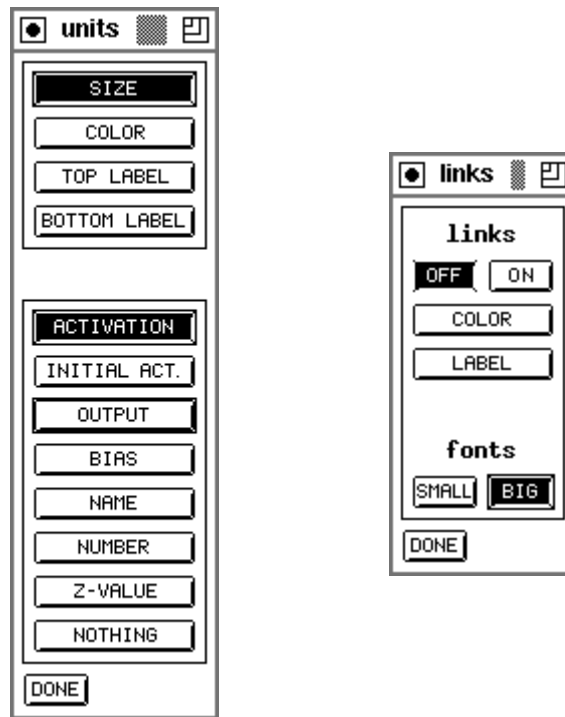 units
SIZE
COLOR
TOP LABEL
BOTTOM LABEL
ACTIVATION
INITIAL ACT.
OUTPUT
BIAS
NAME
NUMBER
Z-VALUE
NOTHING
DONE
links
links
OFF ON
COLOR
LABEL
fonts
SMALL BIG
DONE